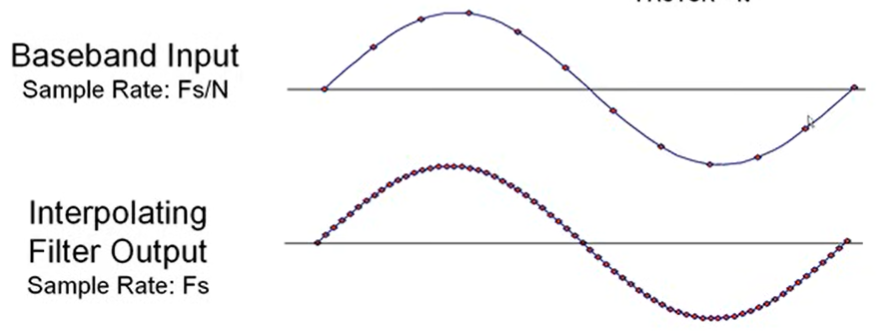 Baseband Input
Sample Rate: Fs/N
Interpolating
Filter Output
Sample Rate: Fs